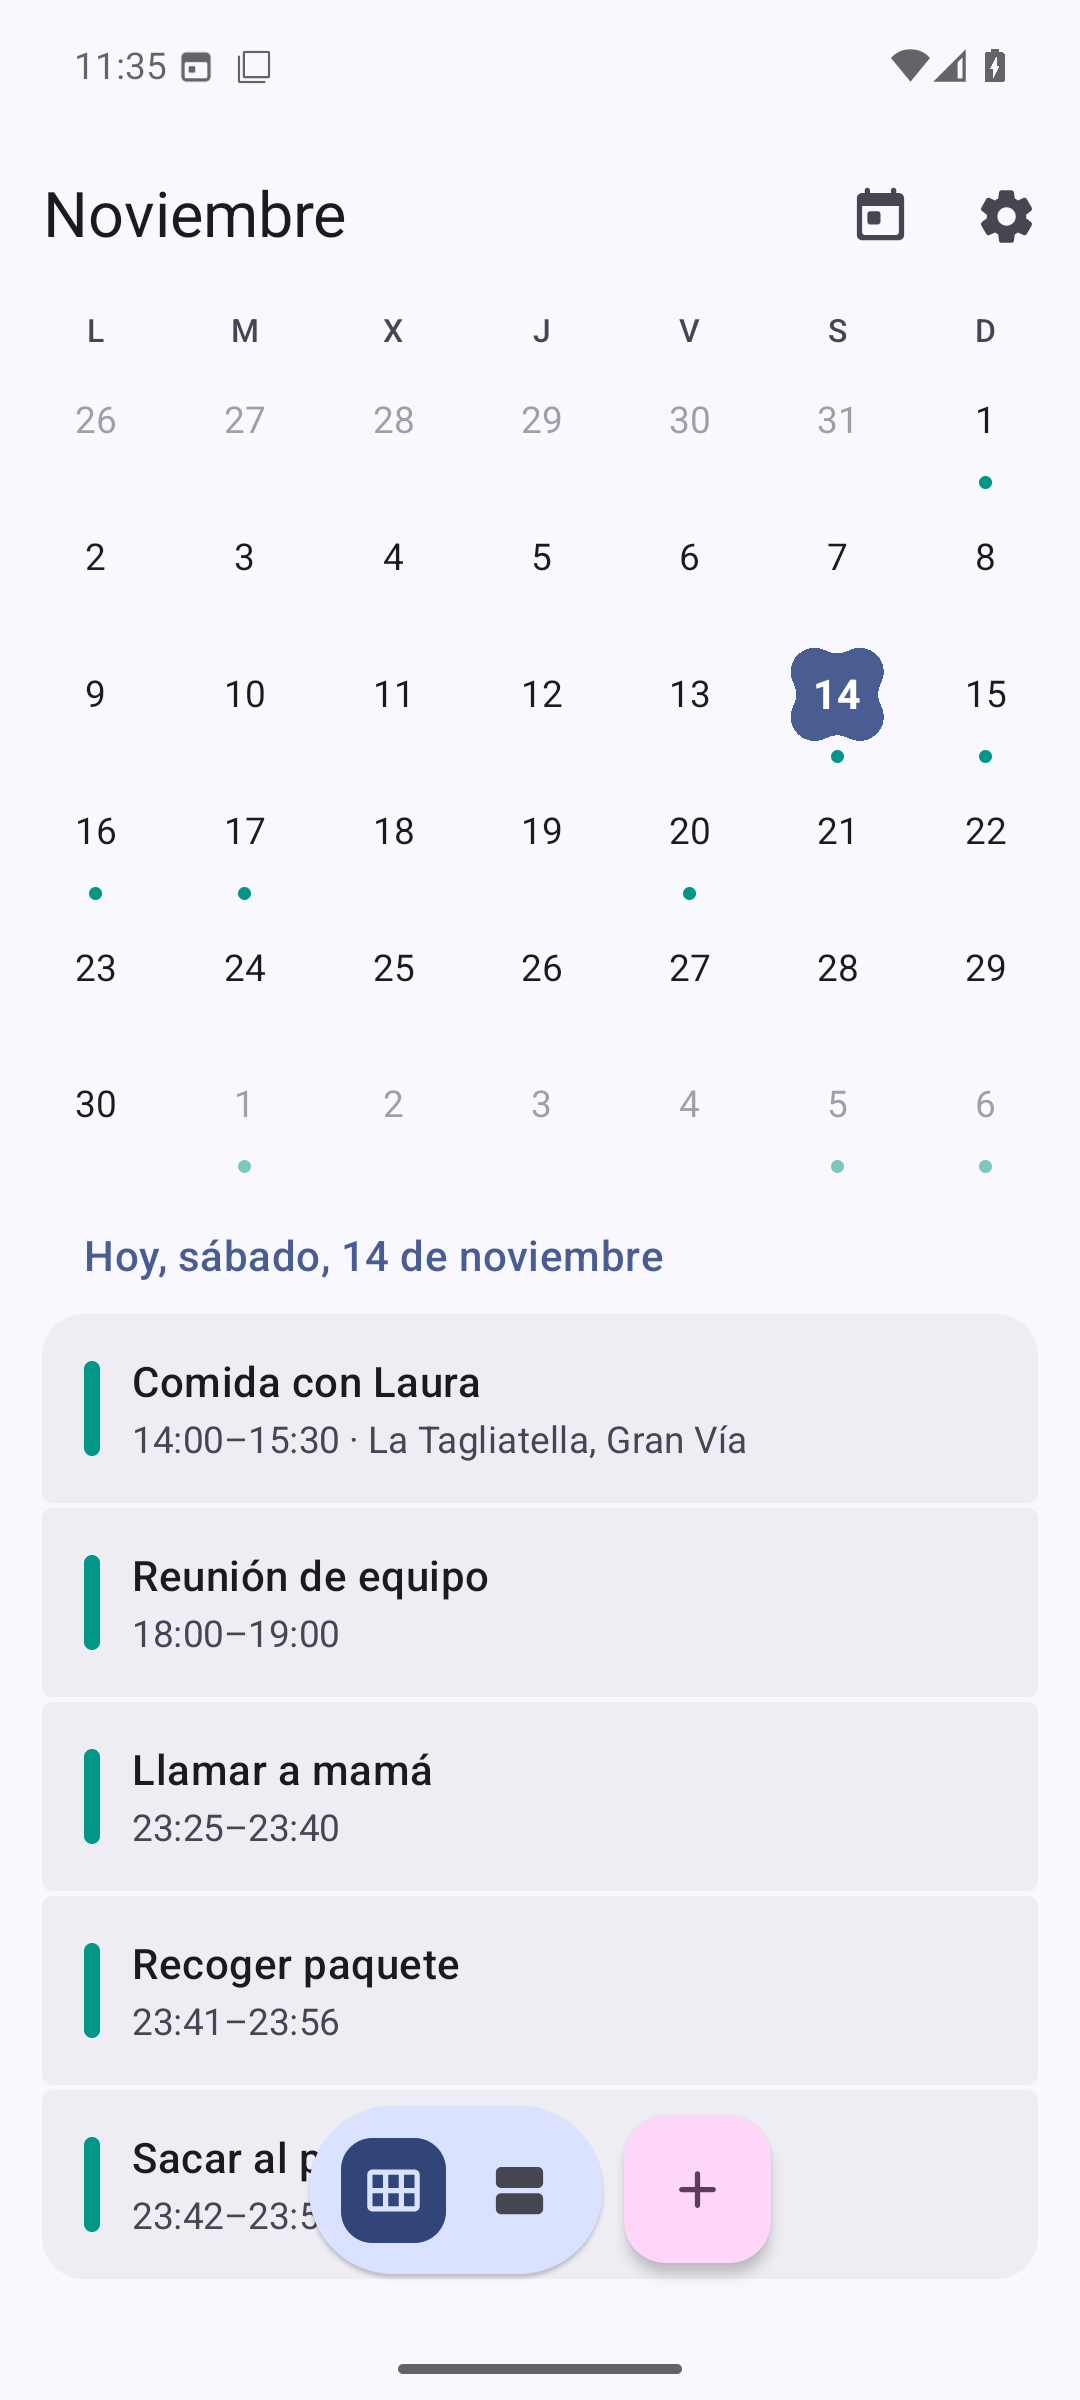 11:35
Noviembre
L M X J V S D
26 27 28 29 30 31 1
2 3 4 5 6 7 8
9 10 11 12 13 14 15
16 17 18 19 20 21 22
23 24 25 26 27 28 29
30 1 2 3 4 5 6
Hoy, sábado, 14 de noviembre
Comida con Laura
14:00–15:30 · La Tagliatella, Gran Vía
Reunión de equipo
18:00–19:00
Llamar a mamá
23:25–23:40
Recoger paquete
23:41–23:56
Sacar al
23:42–23:5